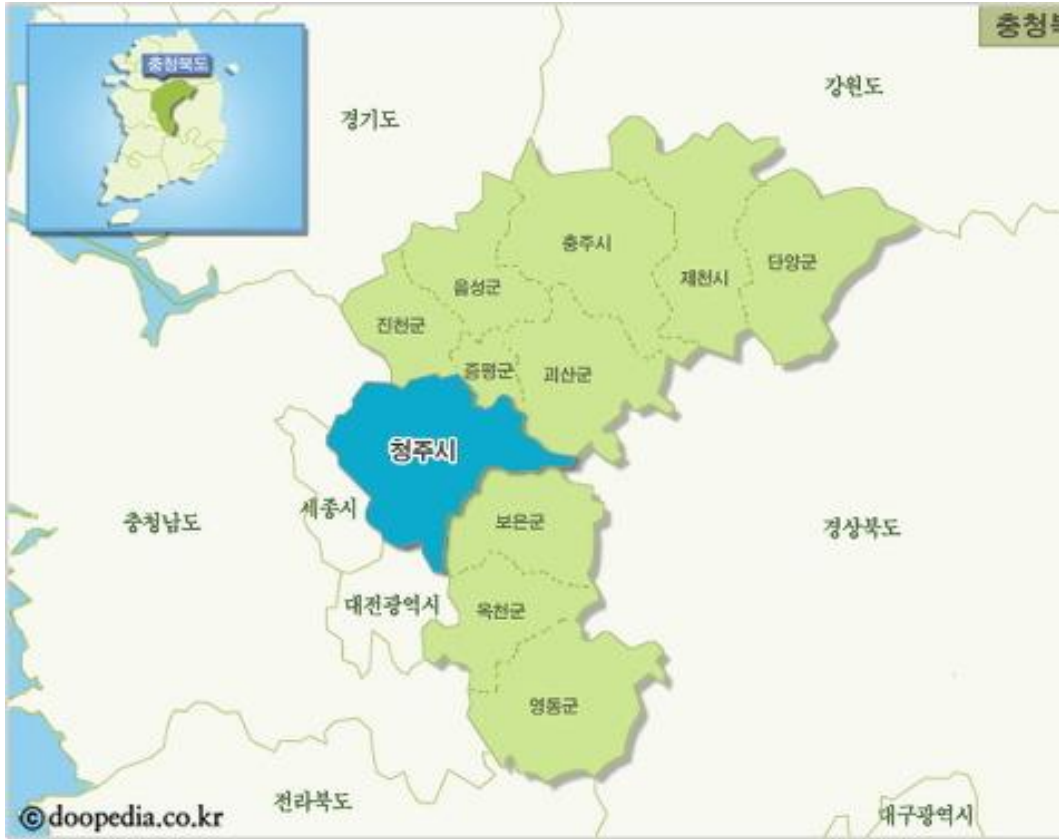 충청북
충청북도
강원도
경기도
충주시
단양군
제천시
음성군
진천군
증평군
괴산군
청주시
세종시
보은군
충청남도
경상북도
대전광역시
옥천군
영동군
전라북도
대구광역시
©doopedia.co.kr